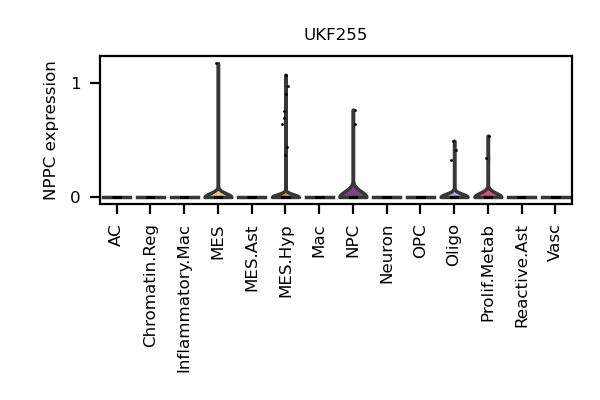 UKF255
NPPC expression
1
0
AC
Chromatin.Reg
Inflammatory.Mac
MES
MES.Ast
MES.Hyp
Mac
NPC
Neuron
OPC
Oligo
Prolif.Metab
Reactive.Ast
Vasc